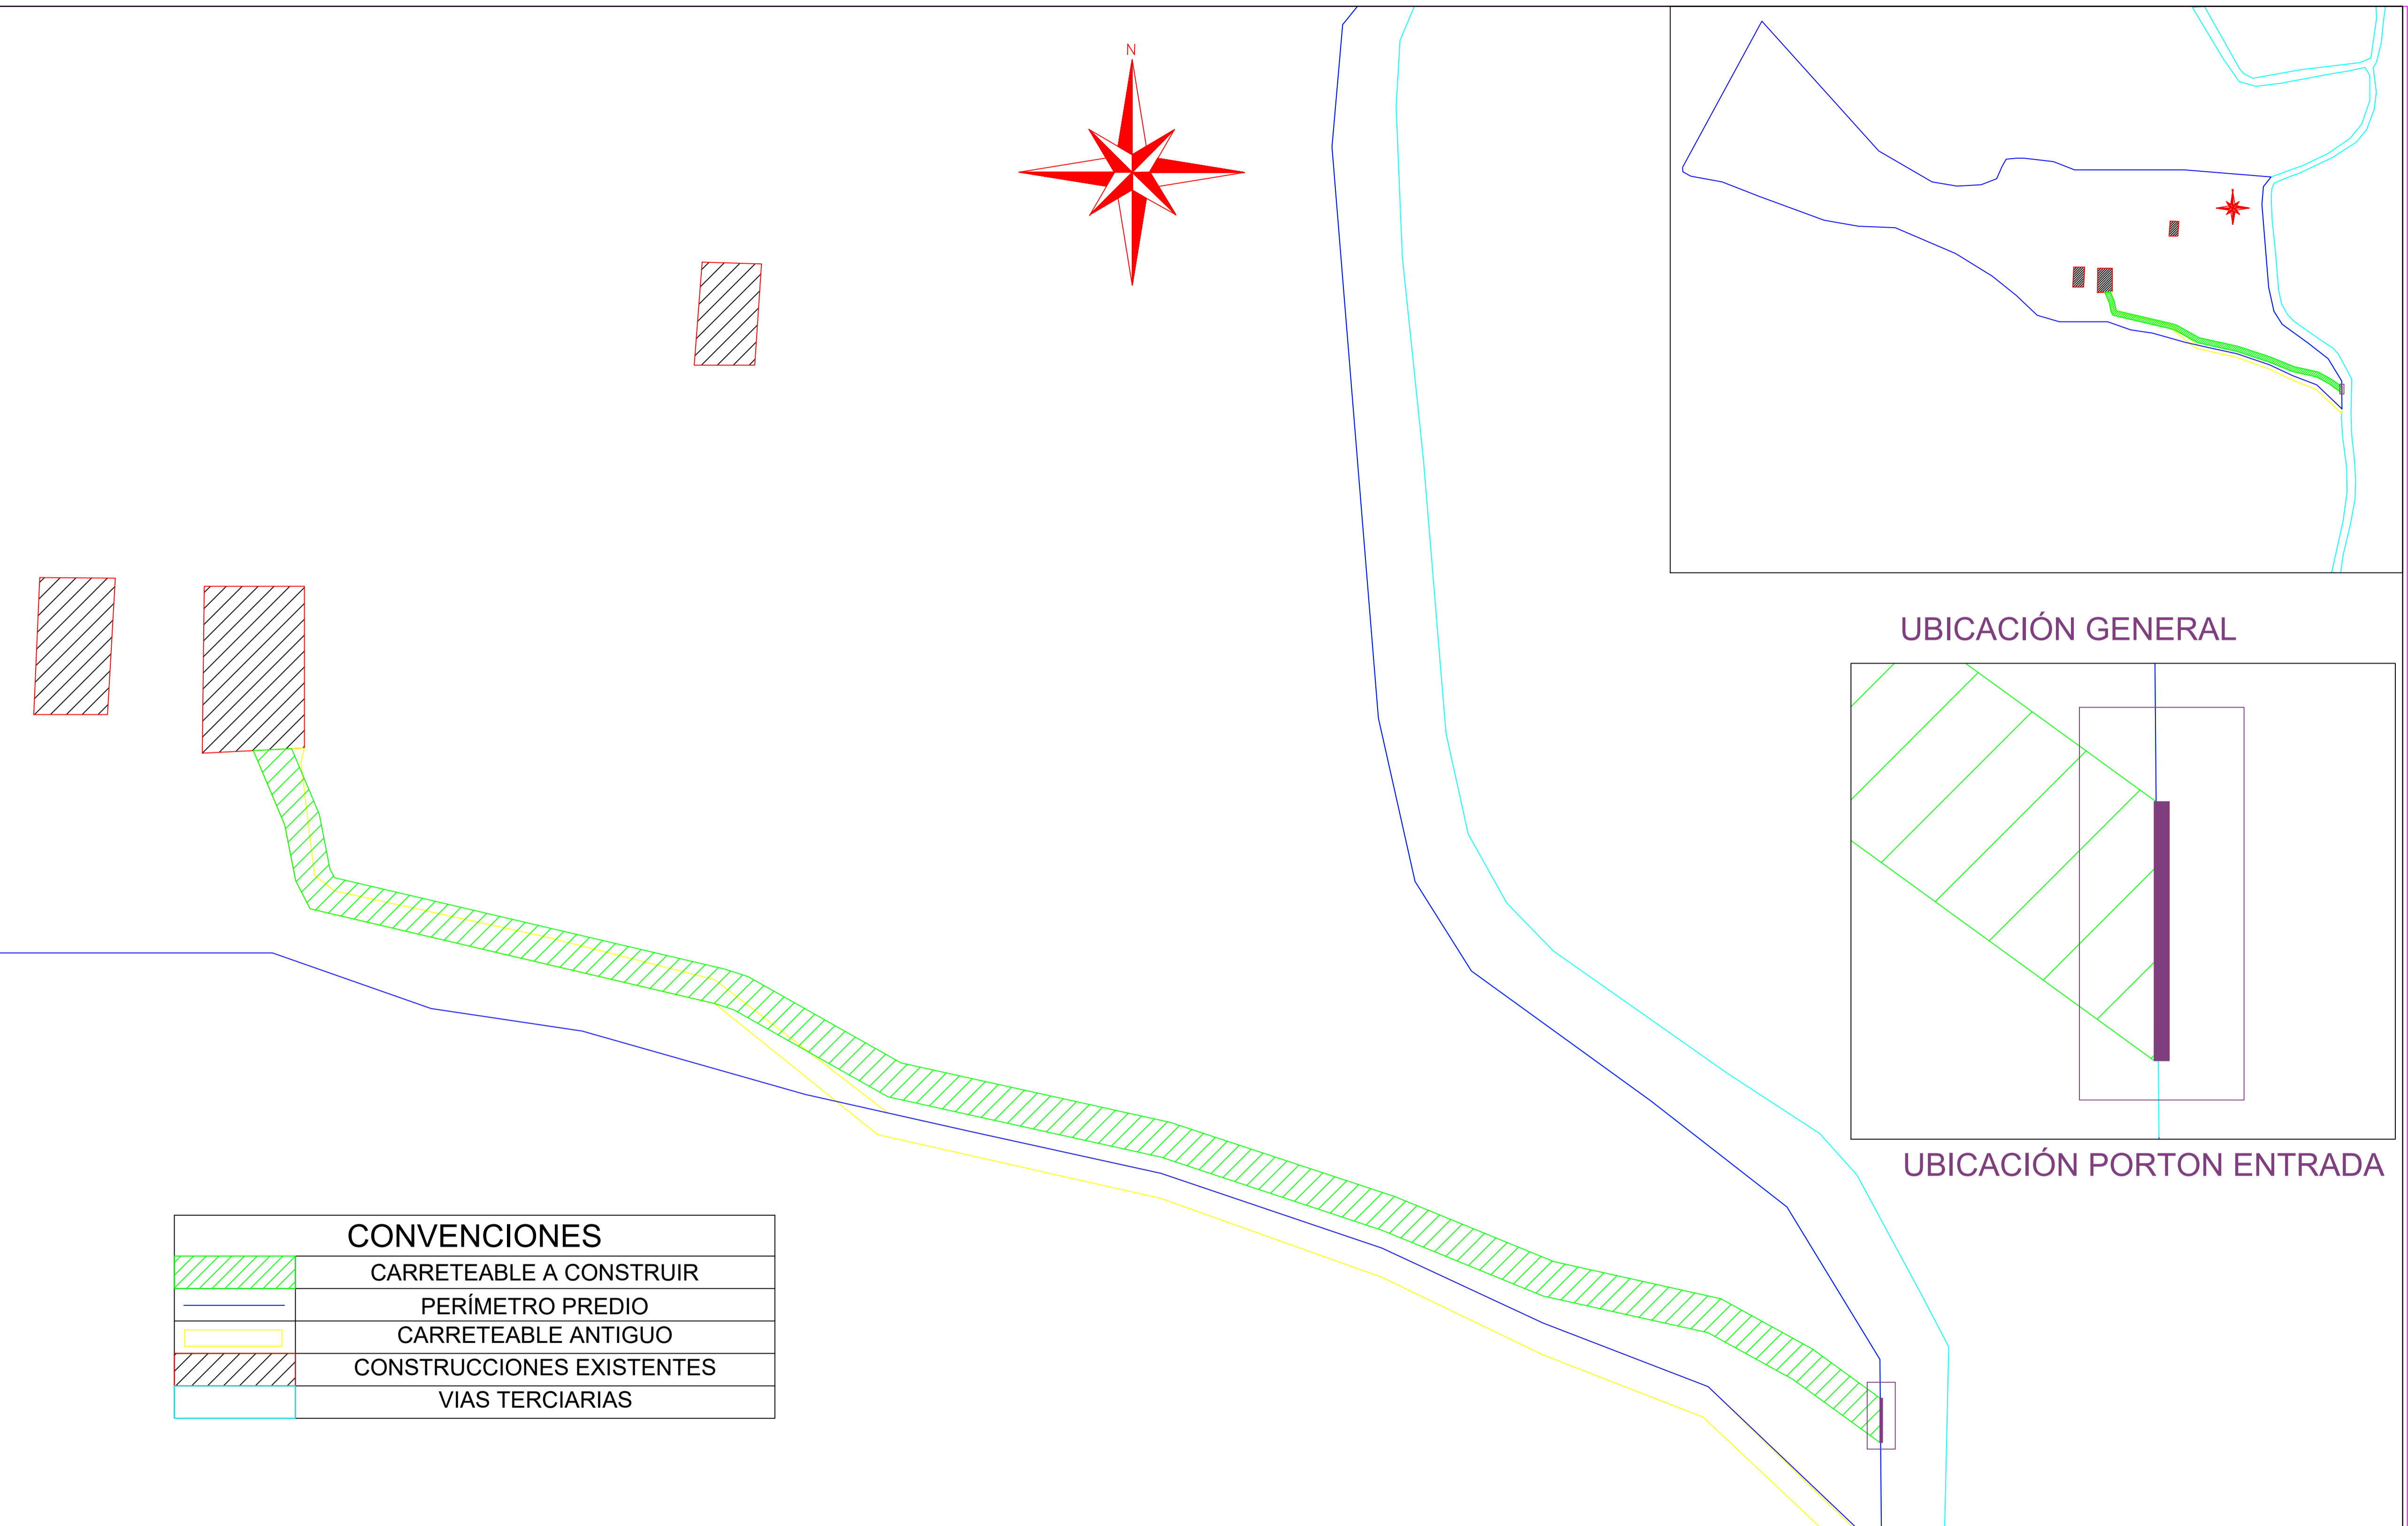 N
UBICACIÓN GENERAL
UBICACIÓN PORTON ENTRADA
CONVENCIONES
CARRETEABLE A CONSTRUIR
PERÍMETRO PREDIO
CARRETEABLE ANTIGUO
CONSTRUCCIONES EXISTENTES
VIAS TERCIARIAS